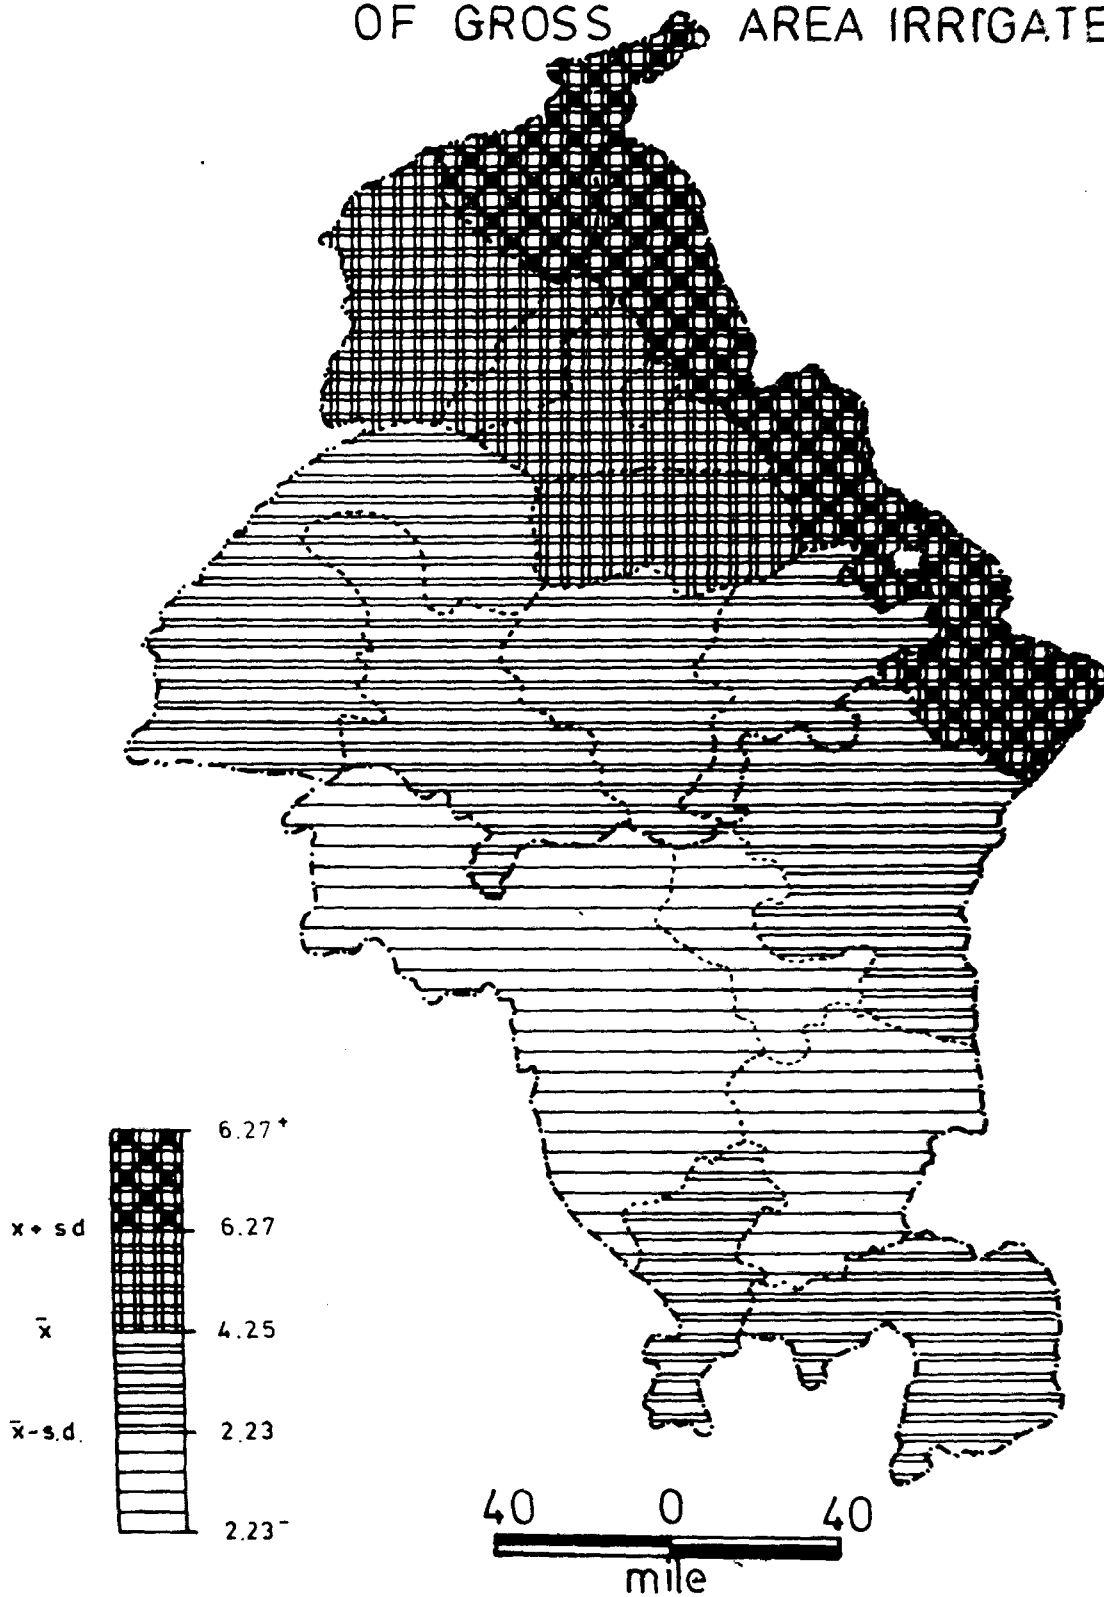 OF GROSS AREA IRRIGATE
6.27+
x + sd 6.27
x̄ 4.25
x̄-s.d. 2.23
2.23-
40 0 40
mile